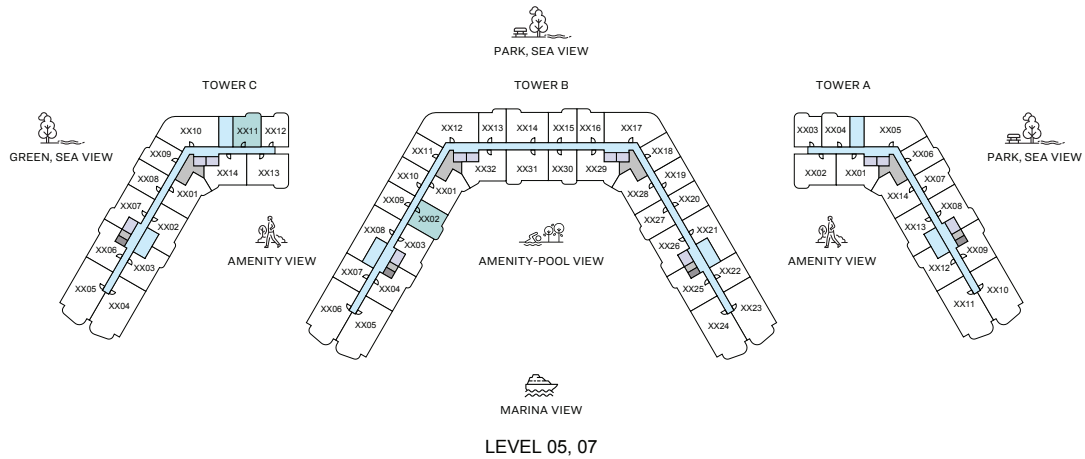 PARK, SEA VIEW
TOWER C
TOWER B
TOWER A
GREEN, SEA VIEW
PARK, SEA VIEW
XX10
XX11
XX12
XX09
XX08
XX07
XX06
XX05
XX04
XX03
XX02
XX01
XX14
XX13
XX12
XX13
XX14
XX15
XX16
XX17
XX11
XX10
XX09
XX08
XX07
XX06
XX05
XX04
XX03
XX02
XX01
XX32
XX31
XX30
XX29
XX28
XX27
XX26
XX25
XX24
XX18
XX19
XX20
XX21
XX22
XX23
XX03
XX04
XX05
XX02
XX01
XX06
XX07
XX08
XX09
XX10
XX14
XX13
XX12
XX11
AMENITY VIEW
AMENITY-POOL VIEW
AMENITY VIEW
MARINA VIEW
LEVEL 05, 07